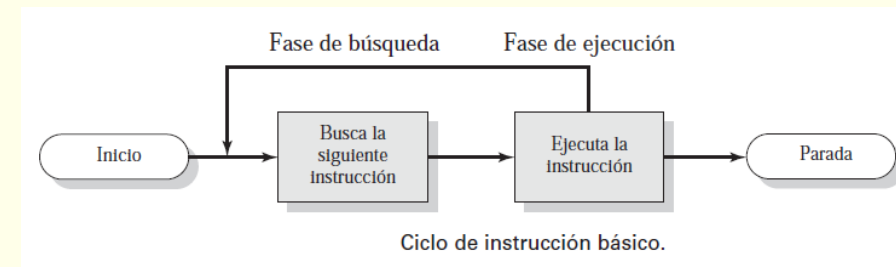 Fase de búsqueda
Fase de ejecución
Inicio
Busca la
siguiente
instrucción
Ejecuta la
instrucción
Parada
Ciclo de instrucción básico.